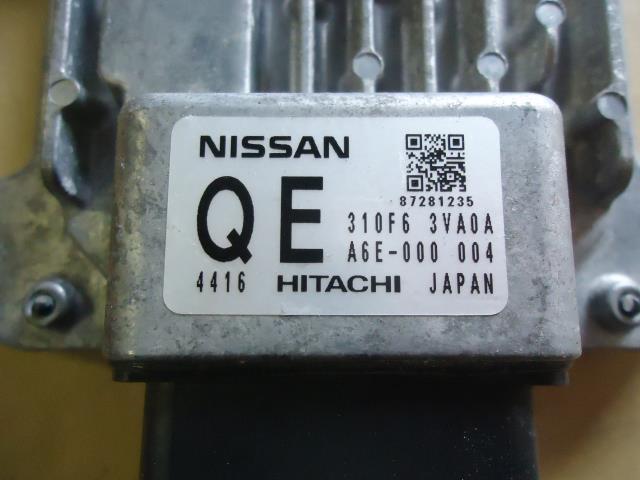 NISSAN
87281235
QE
310F6 3VA0A
A6E-000 004
4416 HITACHI JAPAN